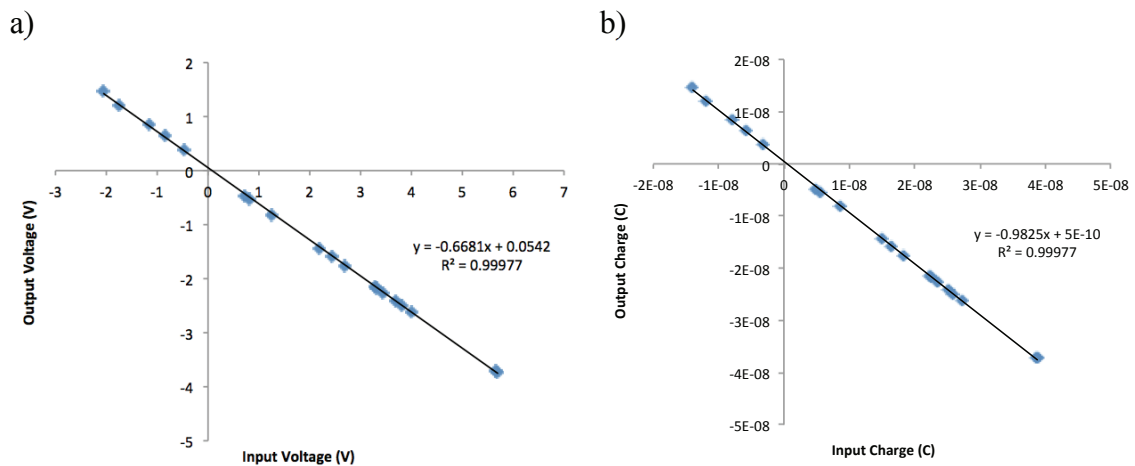 a)
2
1
0
-3
-2
-1
0
1
2
3
4
5
6
7
-1
-2
-3
-4
-5
y = -0.6681x + 0.0542
R² = 0.99977
Output Voltage (V)
Input Voltage (V)
b)
2E-08
1E-08
0
-2E-08
-1E-08
0
1E-08
2E-08
3E-08
4E-08
5E-08
-1E-08
-2E-08
-3E-08
-4E-08
-5E-08
y = -0.9825x + 5E-10
R² = 0.99977
Output Charge (C)
Input Charge (C)